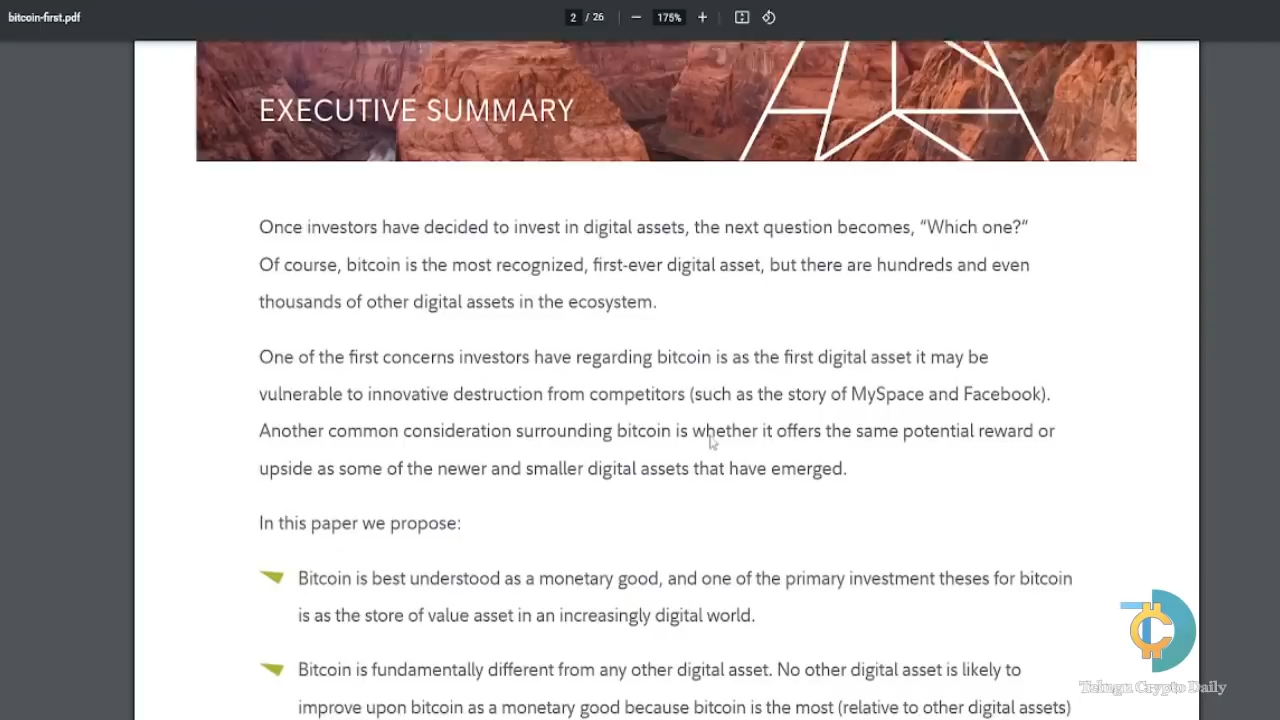 bitcoin-first.pdf
2 / 26
175%
EXECUTIVE SUMMARY
Once investors have decided to invest in digital assets, the next question becomes, “Which one?”
Of course, bitcoin is the most recognized, first-ever digital asset, but there are hundreds and even
thousands of other digital assets in the ecosystem.
One of the first concerns investors have regarding bitcoin is as the first digital asset it may be
vulnerable to innovative destruction from competitors (such as the story of MySpace and Facebook).
Another common consideration surrounding bitcoin is whether it offers the same potential reward or
upside as some of the newer and smaller digital assets that have emerged.
In this paper we propose:
Bitcoin is best understood as a monetary good, and one of the primary investment theses for bitcoin
is as the store of value asset in an increasingly digital world.
Bitcoin is fundamentally different from any other digital asset. No other digital asset is likely to
improve upon bitcoin as a monetary good because bitcoin is the most (relative to other digital assets)
Telugu Crypto Daily